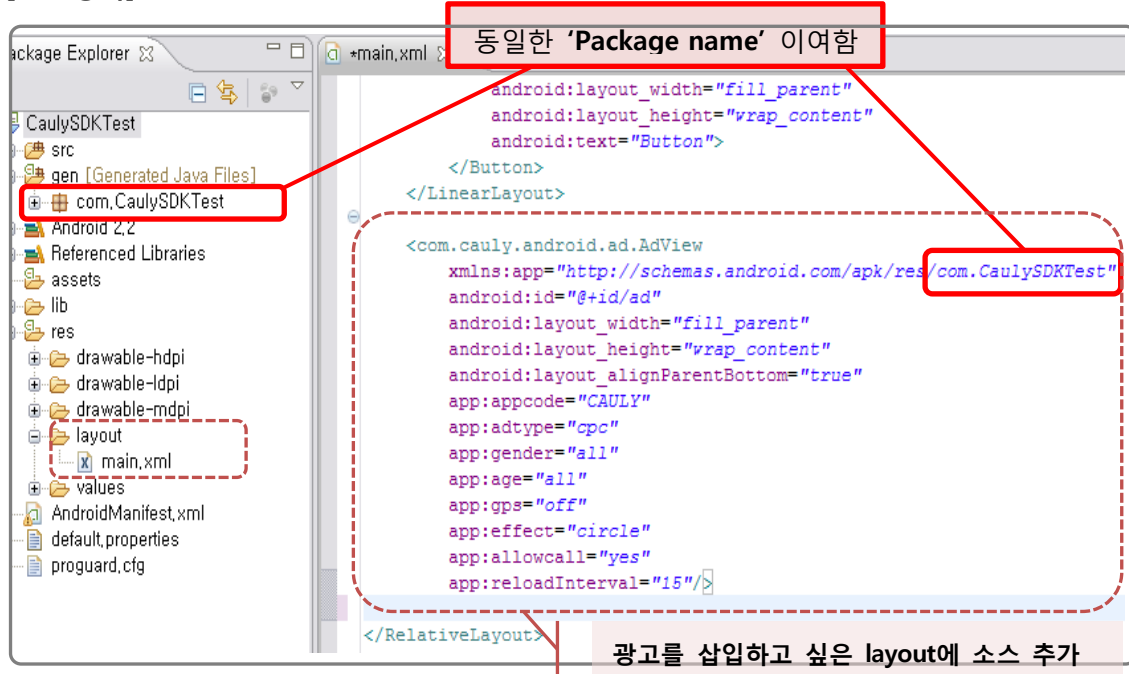 동일한 ‘Package name’ 이여함
ackage Explorer
*main.xml
CaulySDKTest
src
gen [Generated Java Files]
com.CaulySDKTest
Android 2.2
Referenced Libraries
assets
lib
res
drawable-hdpi
drawable-ldpi
drawable-mdpi
layout
main.xml
values
AndroidManifest.xml
default.properties
proguard.cfg
android:layout_width="fill_parent"
android:layout_height="wrap_content"
android:text="Button">
</Button>
</LinearLayout>
<com.cauly.android.ad.AdView
xmlns:app="http://schemas.android.com/apk/res/com.CaulySDKTest"
android:id="@+id/ad"
android:layout_width="fill_parent"
android:layout_height="wrap_content"
android:layout_alignParentBottom="true"
app:appcode="CAULY"
app:adtype="cpc"
app:gender="all"
app:age="all"
app:gps="off"
app:effect="circle"
app:allowcall="yes"
app:reloadInterval="15"/>
</RelativeLayout>
광고를 삽입하고 싶은 layout에 소스 추가